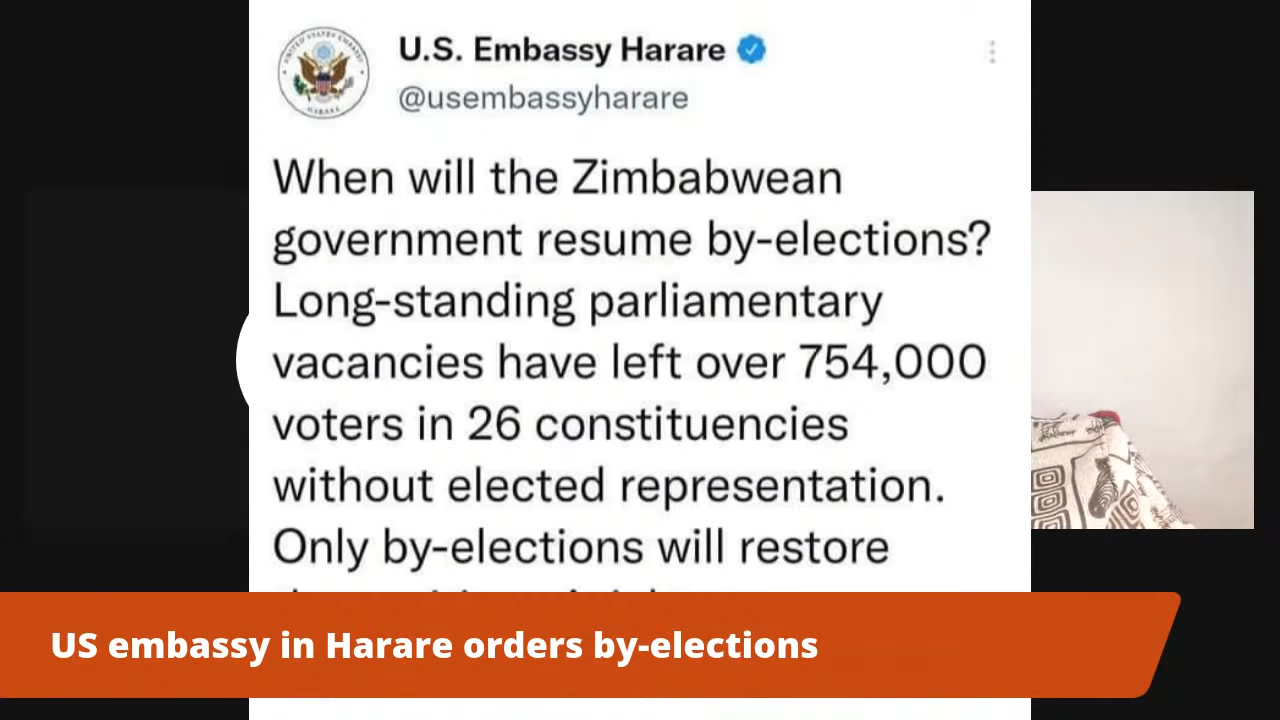 U.S. Embassy Harare
@usembassyharare
When will the Zimbabwean
government resume by-elections?
Long-standing parliamentary
vacancies have left over 754,000
voters in 26 constituencies
without elected representation.
Only by-elections will restore
US embassy in Harare orders by-elections